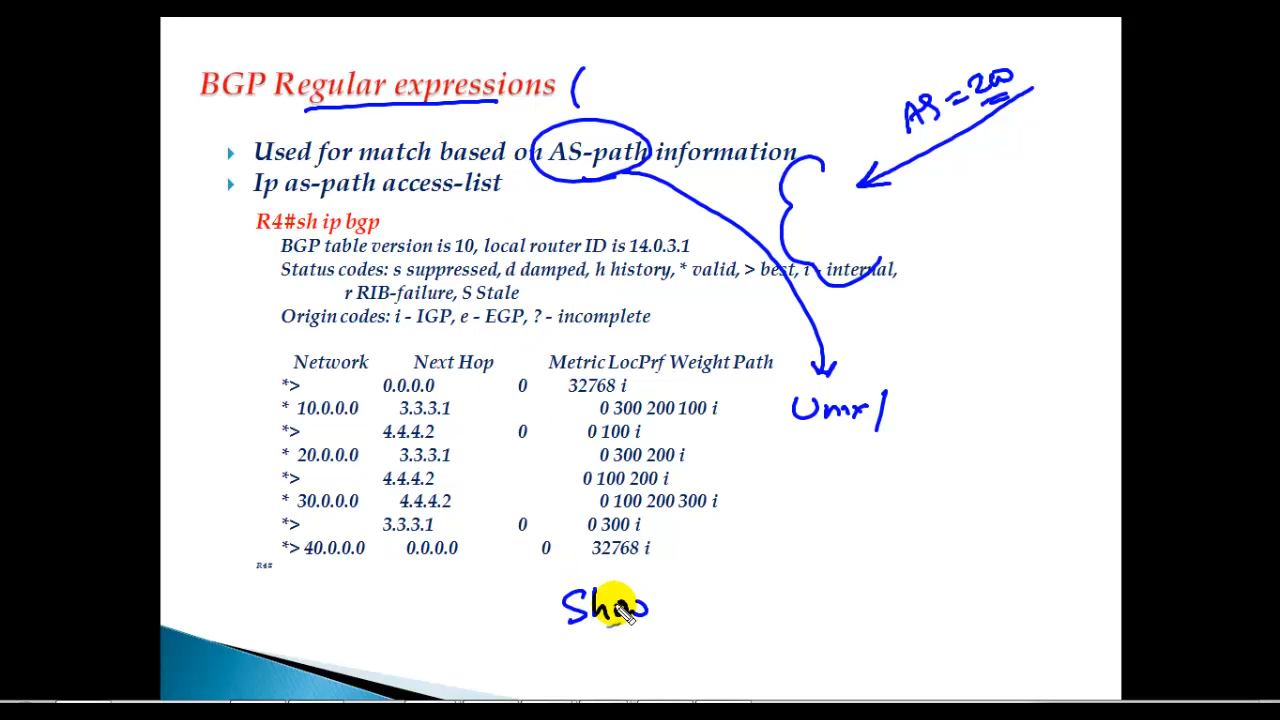 BGP Regular expressions (
AS = 200
Used for match based on AS-path information
Ip as-path access-list
R4#sh ip bgp
BGP table version is 10, local router ID is 14.0.3.1
Status codes: s suppressed, d damped, h history, * valid, > best, i - internal,
r RIB-failure, S Stale
Origin codes: i - IGP, e - EGP, ? - incomplete
Network Next Hop Metric LocPrf Weight Path
*> 0.0.0.0 0 32768 i
* 10.0.0.0 3.3.3.1 0 300 200 100 i
*> 4.4.4.2 0 0 100 i
* 20.0.0.0 3.3.3.1 0 300 200 i
*> 4.4.4.2 0 100 200 i
* 30.0.0.0 4.4.4.2 0 100 200 300 i
*> 3.3.3.1 0 0 300 i
*> 40.0.0.0 0.0.0.0 0 32768 i
R4#
Show